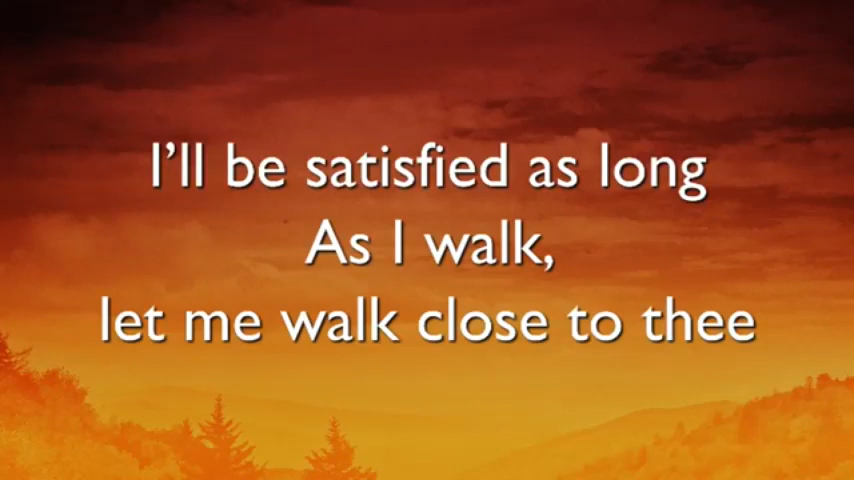 I’ll be satisfied as long
As I walk,
let me walk close to thee